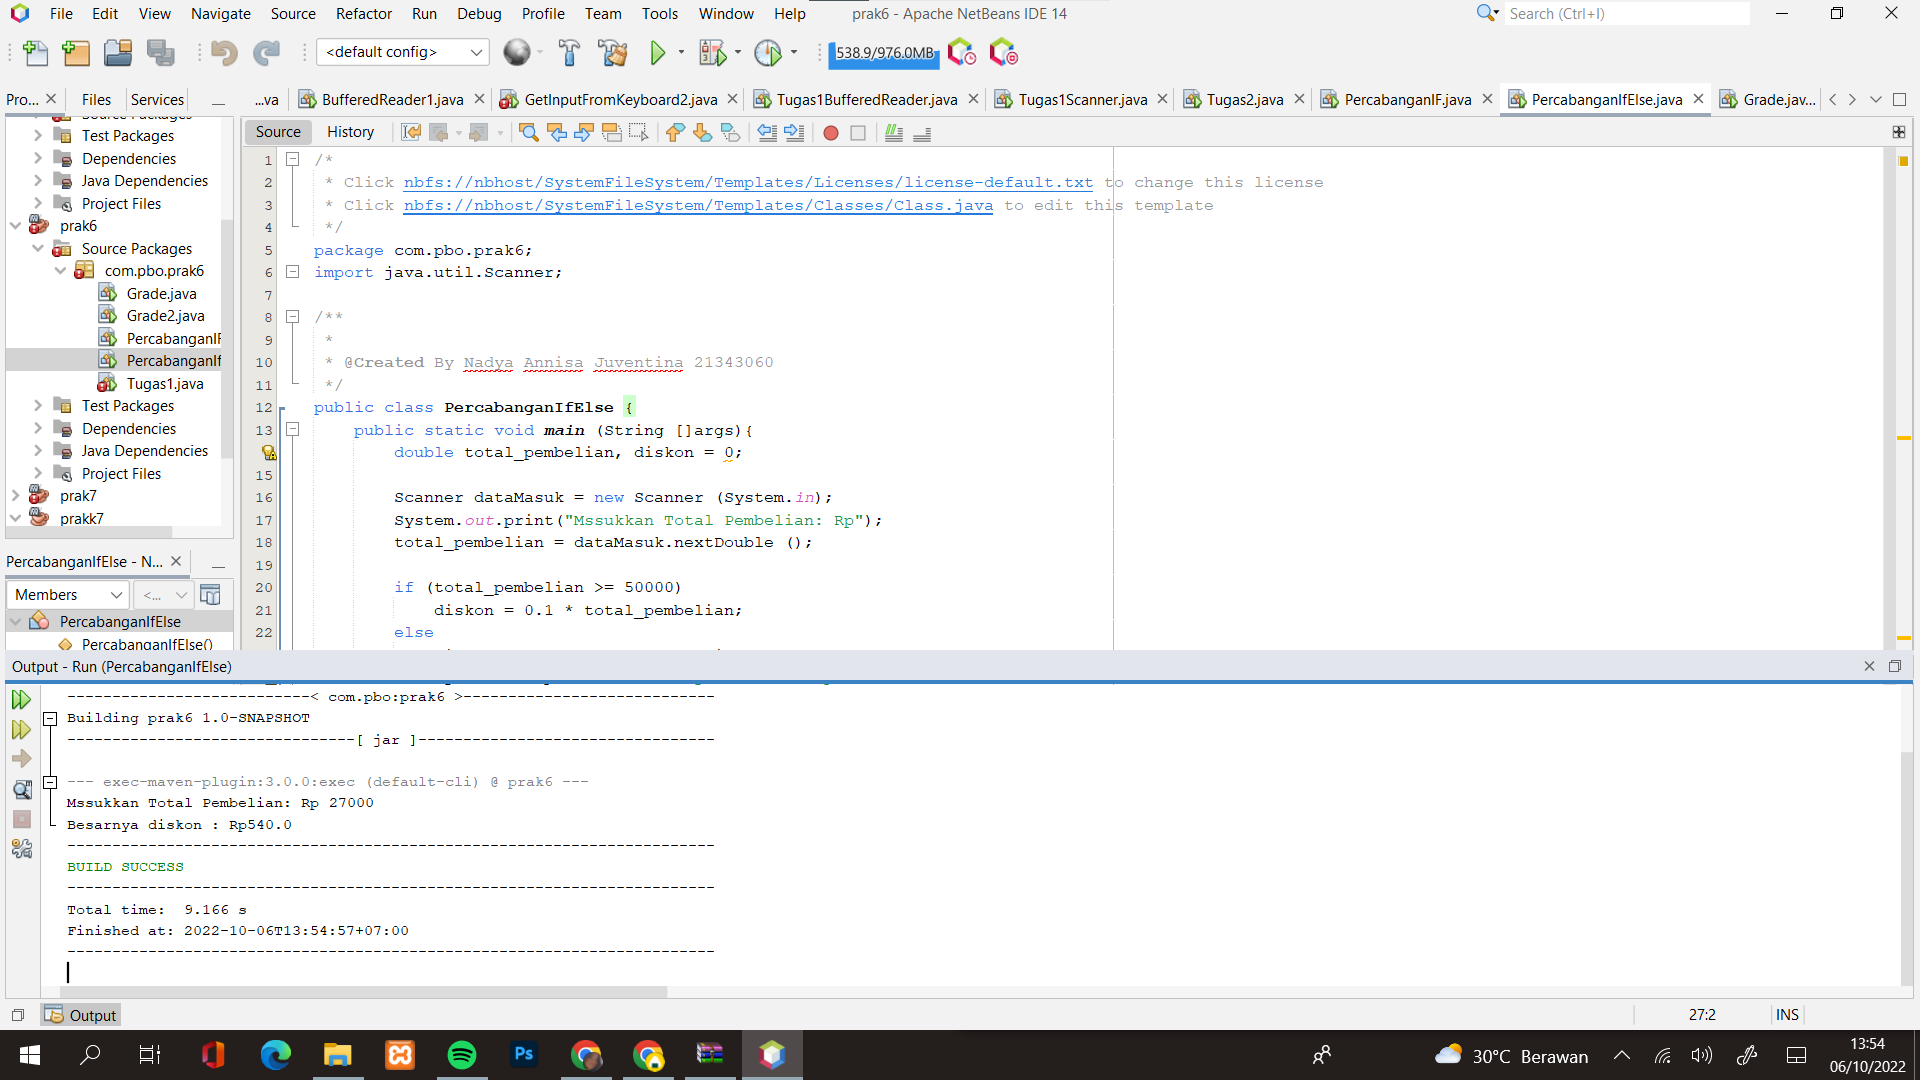 File Edit View Navigate Source Refactor Run Debug Profile Team Tools Window Help prak6 - Apache NetBeans IDE 14 Search (Ctrl+I)
<default config> 538.9/976.0MB
Pro... Files Services ...va BufferedReader1.java GetInputFromKeyboard2.java Tugas1BufferedReader.java Tugas1Scanner.java Tugas2.java PercabanganIF.java PercabanganIfElse.java Grade.jav...
Source History
Source Packages
Test Packages
Dependencies
Java Dependencies
Project Files
prak6
Source Packages
com.pbo.prak6
Grade.java
Grade2.java
PercabanganIF
PercabanganIf
Tugas1.java
Test Packages
Dependencies
Java Dependencies
Project Files
prak7
prakk7
PercabanganIfElse - N...
Members <...
PercabanganIfElse
PercabanganIfElse()
1 /*
2 * Click nbfs://nbhost/SystemFileSystem/Templates/Licenses/license-default.txt to change this license
3 * Click nbfs://nbhost/SystemFileSystem/Templates/Classes/Class.java to edit this template
4 */
5 package com.pbo.prak6;
6 import java.util.Scanner;
7
8 /**
9 *
10 * @Created By Nadya Annisa Juventina 21343060
11 */
12 public class PercabanganIfElse {
13 public static void main (String []args){
double total_pembelian, diskon = 0;
15
16 Scanner dataMasuk = new Scanner (System.in);
17 System.out.print("Mssukkan Total Pembelian: Rp");
18 total_pembelian = dataMasuk.nextDouble ();
19
20 if (total_pembelian >= 50000)
21 diskon = 0.1 * total_pembelian;
22 else
Output - Run (PercabanganIfElse)
---------------------------< com.pbo:prak6 >----------------------------
Building prak6 1.0-SNAPSHOT
--------------------------------[ jar ]---------------------------------
--- exec-maven-plugin:3.0.0:exec (default-cli) @ prak6 ---
Mssukkan Total Pembelian: Rp 27000
Besarnya diskon : Rp540.0
------------------------------------------------------------------------
BUILD SUCCESS
------------------------------------------------------------------------
Total time:  9.166 s
Finished at: 2022-10-06T13:54:57+07:00
------------------------------------------------------------------------
Output 27:2 INS
Ps 30°C Berawan 13:54
06/10/2022